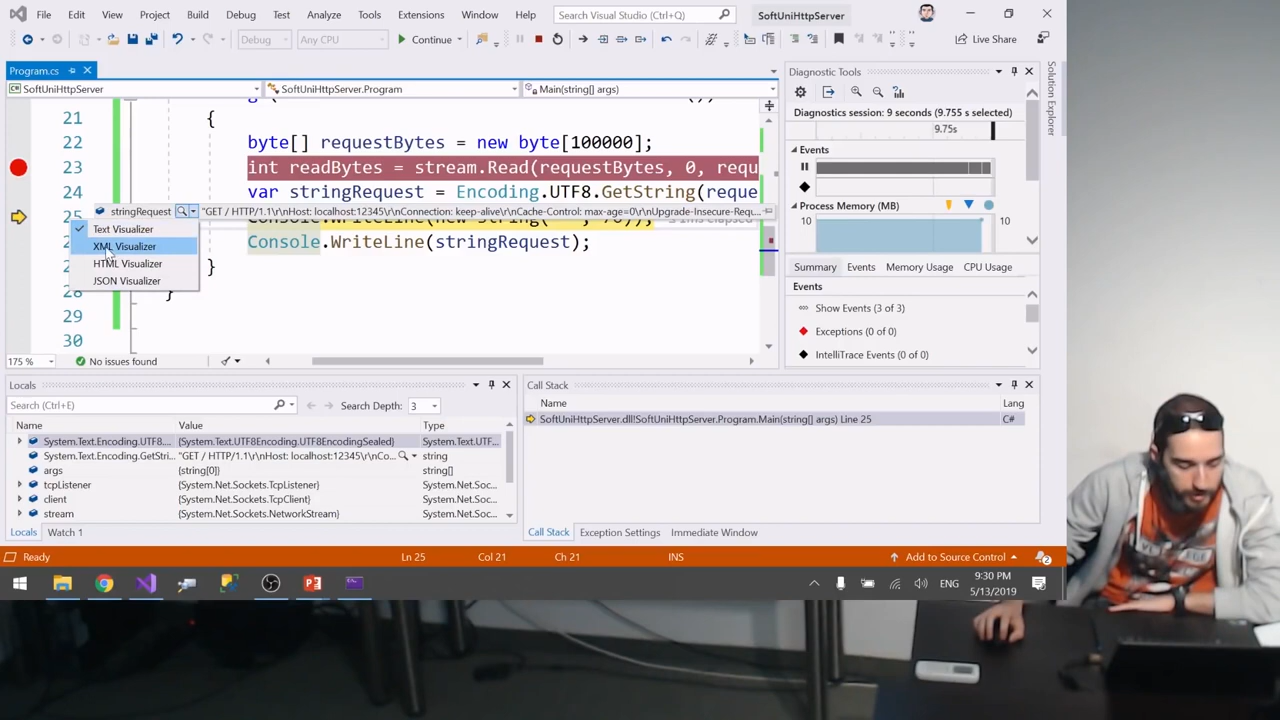 File Edit View Project Build Debug Test Analyze Tools Extensions Window Help Search Visual Studio SoftUniHttpServer
Debug Any CPU Continue Live Share
Program.cs
SoftUniHttpServer SoftUniHttpServer.Program Main(string[] args)
21 {
22 byte[] requestBytes = new byte[100000];
23 int readBytes = stream.Read(requestBytes, 0, requ
24 var stringRequest = Encoding.UTF8.GetString(reque
stringRequest "GET / HTTP/1.1\r\nHost: localhost:12345\r\nConnection: keep-alive\r\nCache-Control: max-age=0\r\nUpgrade-Insecure-Req...
Text Visualizer
XML Visualizer
HTML Visualizer
JSON Visualizer
Console.WriteLine(stringRequest);
}
28 }
29
30
175 % No issues found
Diagnostic Tools
Diagnostics session: 9 seconds (9.755 s selected)
9.75s
Events
Process Memory (MB)
10 10
Summary Events Memory Usage CPU Usage
Events
Show Events (3 of 3)
Exceptions (0 of 0)
IntelliTrace Events (0 of 0)
Solution Explorer
Locals
Search (Ctrl+E) Search Depth: 3
Name Value Type
System.Text.Encoding.UTF8.... {System.Text.UTF8Encoding.UTF8EncodingSealed} System.Text.UTF...
System.Text.Encoding.GetStri... "GET / HTTP/1.1\r\nHost: localhost:12345\r\nCo... string
args {string[0]} string[]
tcpListener {System.Net.Sockets.TcpListener} System.Net.Soc...
client {System.Net.Sockets.TcpClient} System.Net.Soc...
stream {System.Net.Sockets.NetworkStream} System.Net.Soc...
Locals Watch 1
Call Stack
Name Lang
SoftUniHttpServer.dll!SoftUniHttpServer.Program.Main(string[] args) Line 25 C#
Call Stack Exception Settings Immediate Window
Ready Ln 25 Col 21 Ch 21 INS Add to Source Control 2
ENG 9:30 PM
5/13/2019